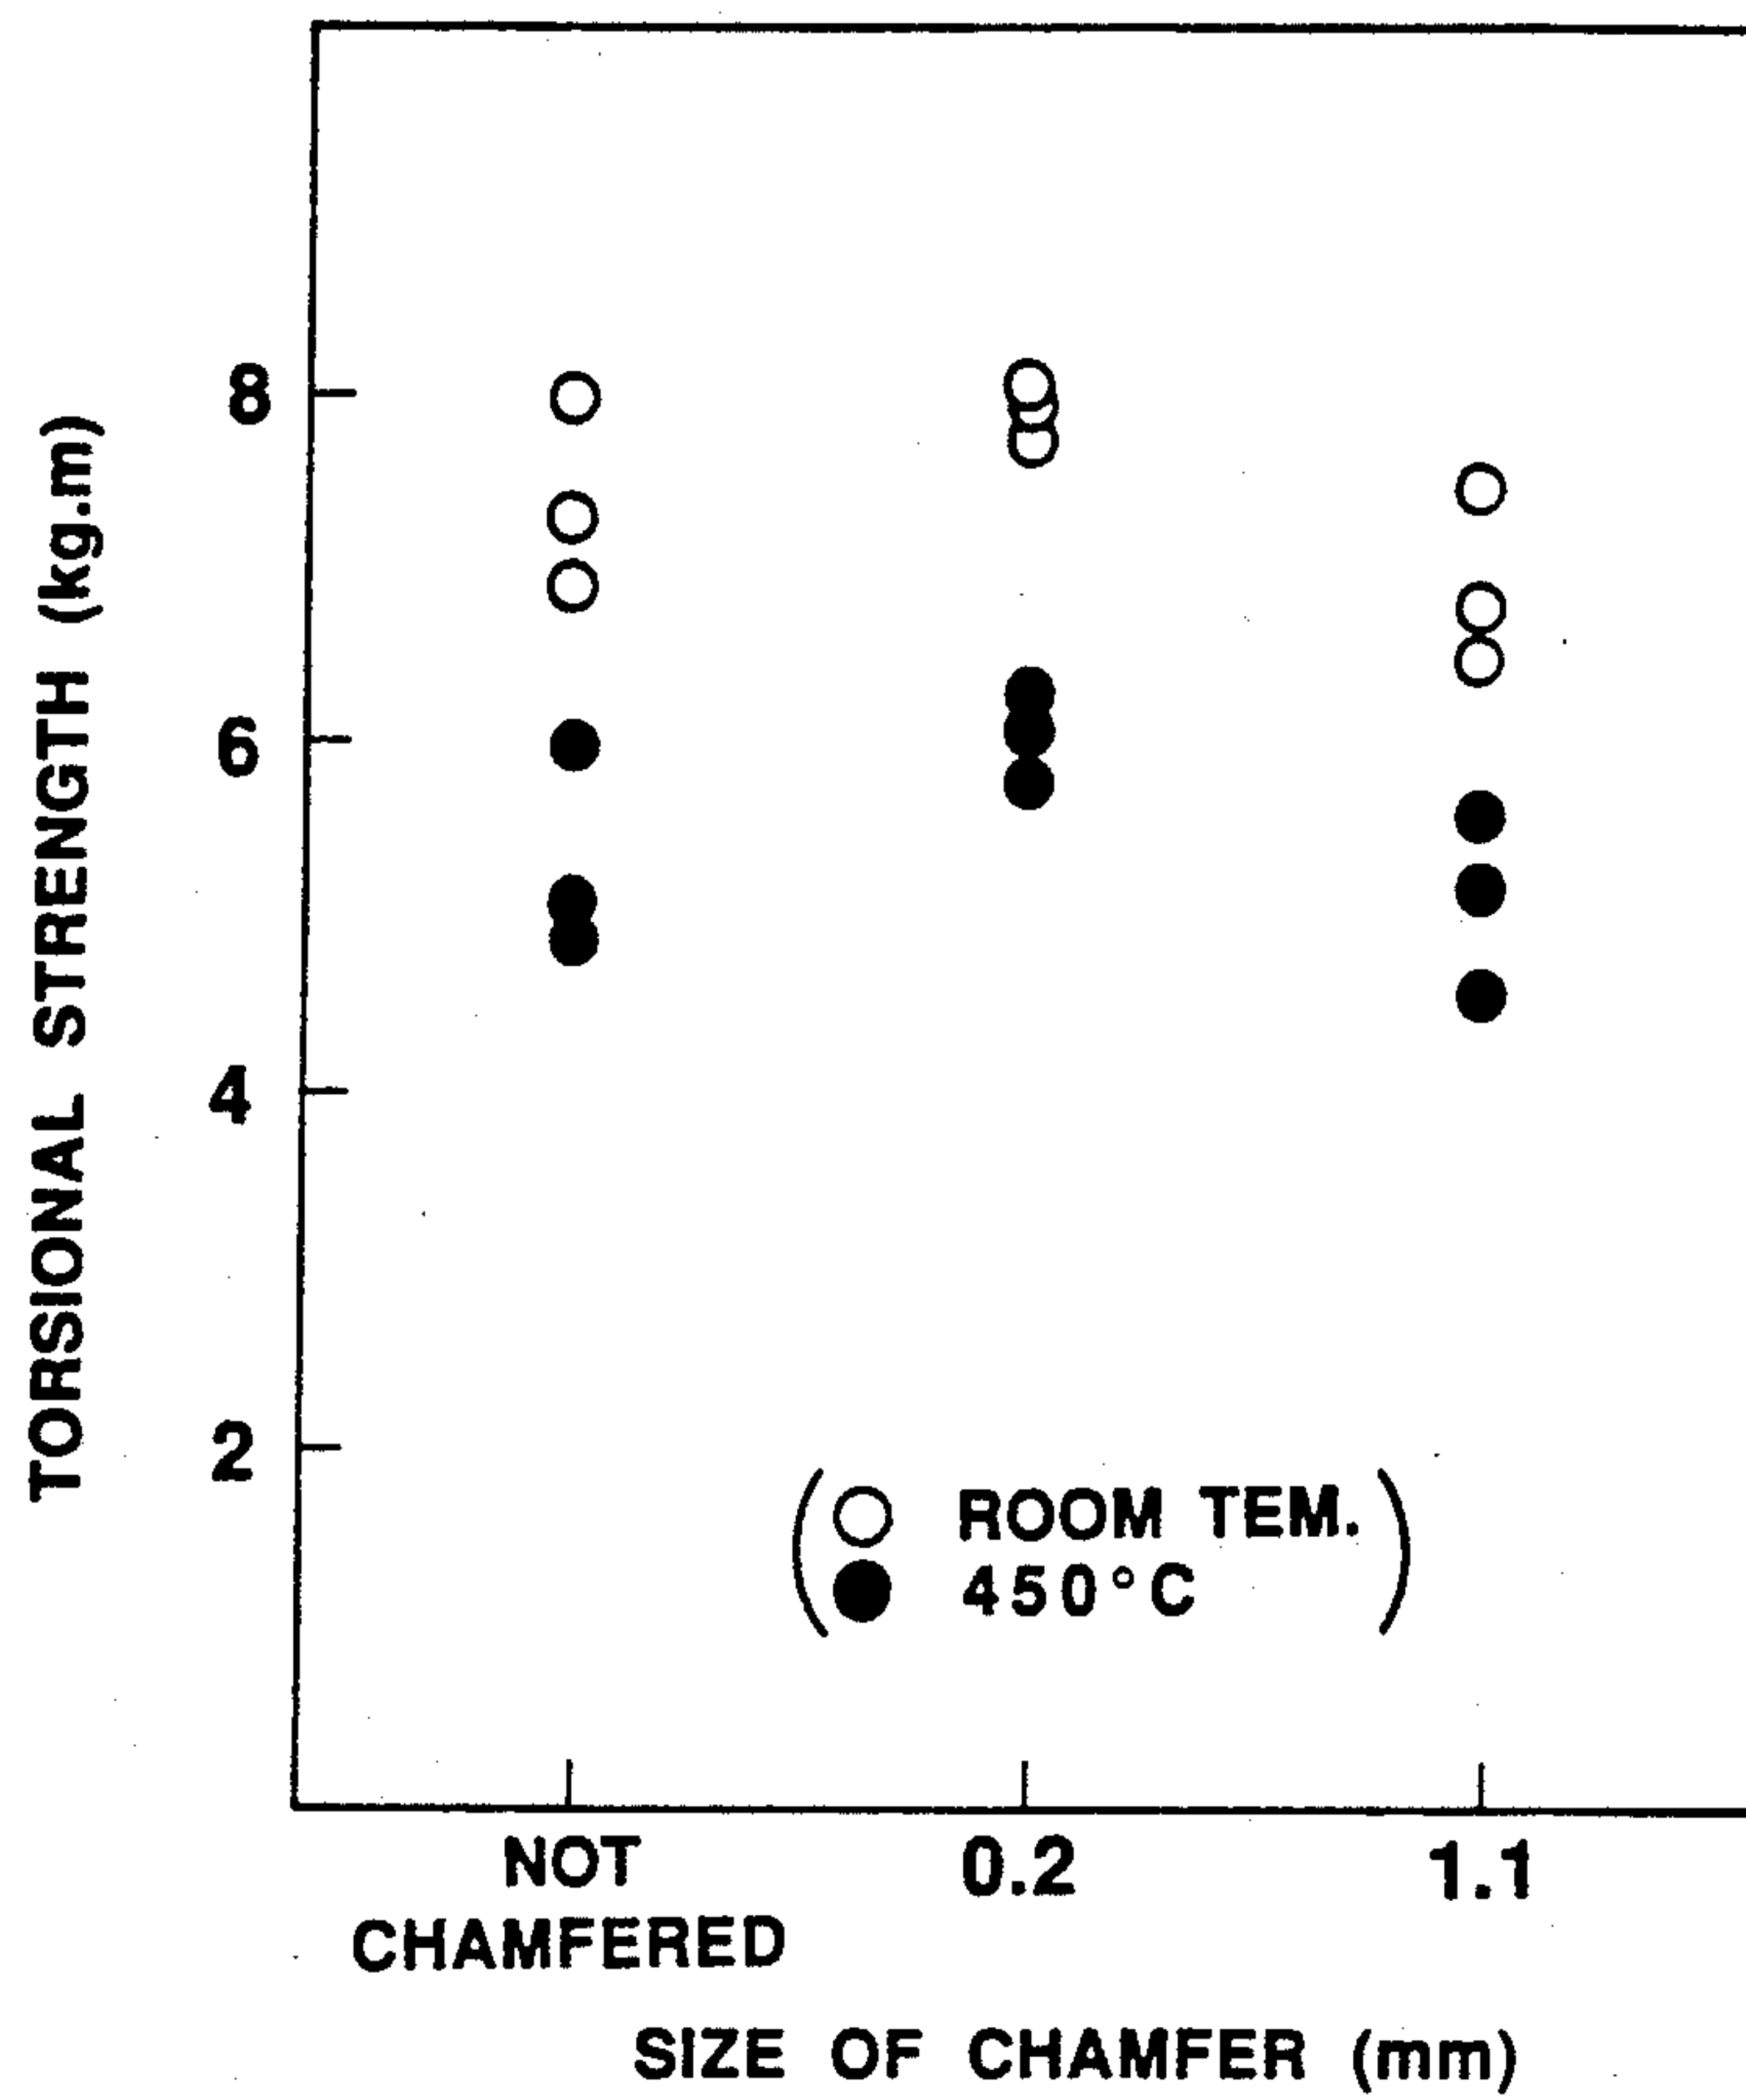 TORSIONAL STRENGTH (kg.m)
8
6
4
2
ROOM TEM.
450°C
NOT
CHAMFERED
0.2
1.1
SIZE OF CHAMFER (mm)